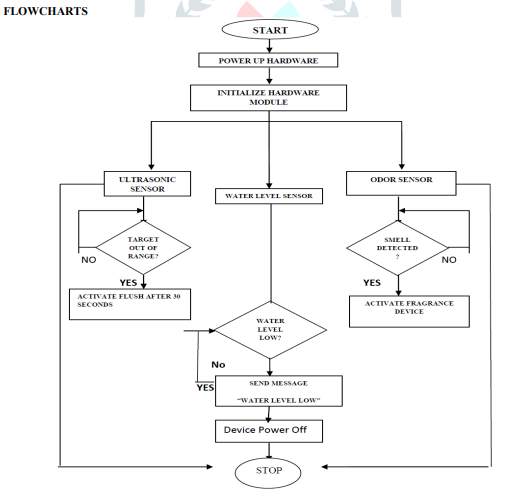 FLOWCHARTS
START
POWER UP HARDWARE
INITIALIZE HARDWARE
MODULE
ULTRASONIC
SENSOR
WATER LEVEL SENSOR
ODOR SENSOR
TARGET
OUT OF
RANGE?
NO
YES
ACTIVATE FLUSH AFTER 30
SECONDS
SMELL
DETECTED
?
NO
YES
ACTIVATE FRAGRANCE
DEVICE
WATER
LEVEL
LOW?
No
YES
SEND MESSAGE
“WATER LEVEL LOW”
Device Power Off
STOP